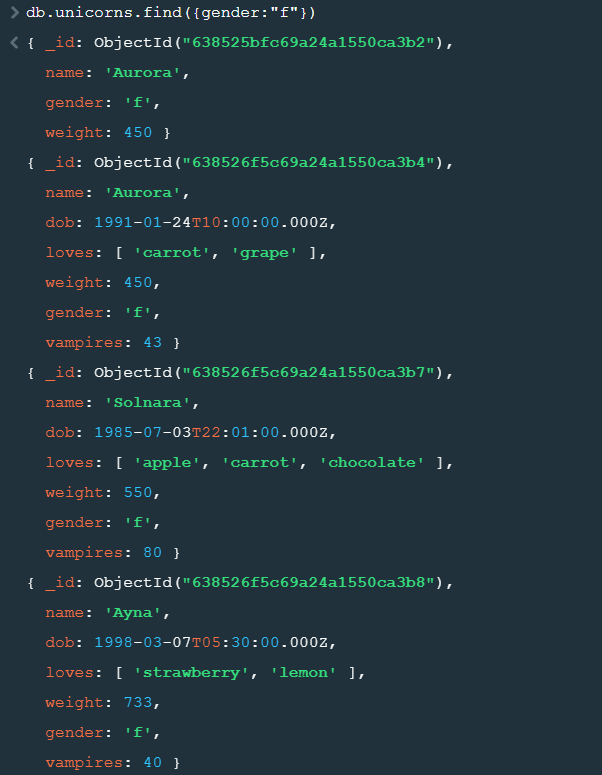 db.unicorns.find({gender:"f"})
{ _id: ObjectId("638525bfc69a24a1550ca3b2"),
name: 'Aurora',
gender: 'f',
weight: 450 }
{ _id: ObjectId("638526f5c69a24a1550ca3b4"),
name: 'Aurora',
dob: 1991-01-24T10:00:00.000Z,
loves: [ 'carrot', 'grape' ],
weight: 450,
gender: 'f',
vampires: 43 }
{ _id: ObjectId("638526f5c69a24a1550ca3b7"),
name: 'Solnara',
dob: 1985-07-03T22:01:00.000Z,
loves: [ 'apple', 'carrot', 'chocolate' ],
weight: 550,
gender: 'f',
vampires: 80 }
{ _id: ObjectId("638526f5c69a24a1550ca3b8"),
name: 'Ayna',
dob: 1998-03-07T05:30:00.000Z,
loves: [ 'strawberry', 'lemon' ],
weight: 733,
gender: 'f',
vampires: 40 }